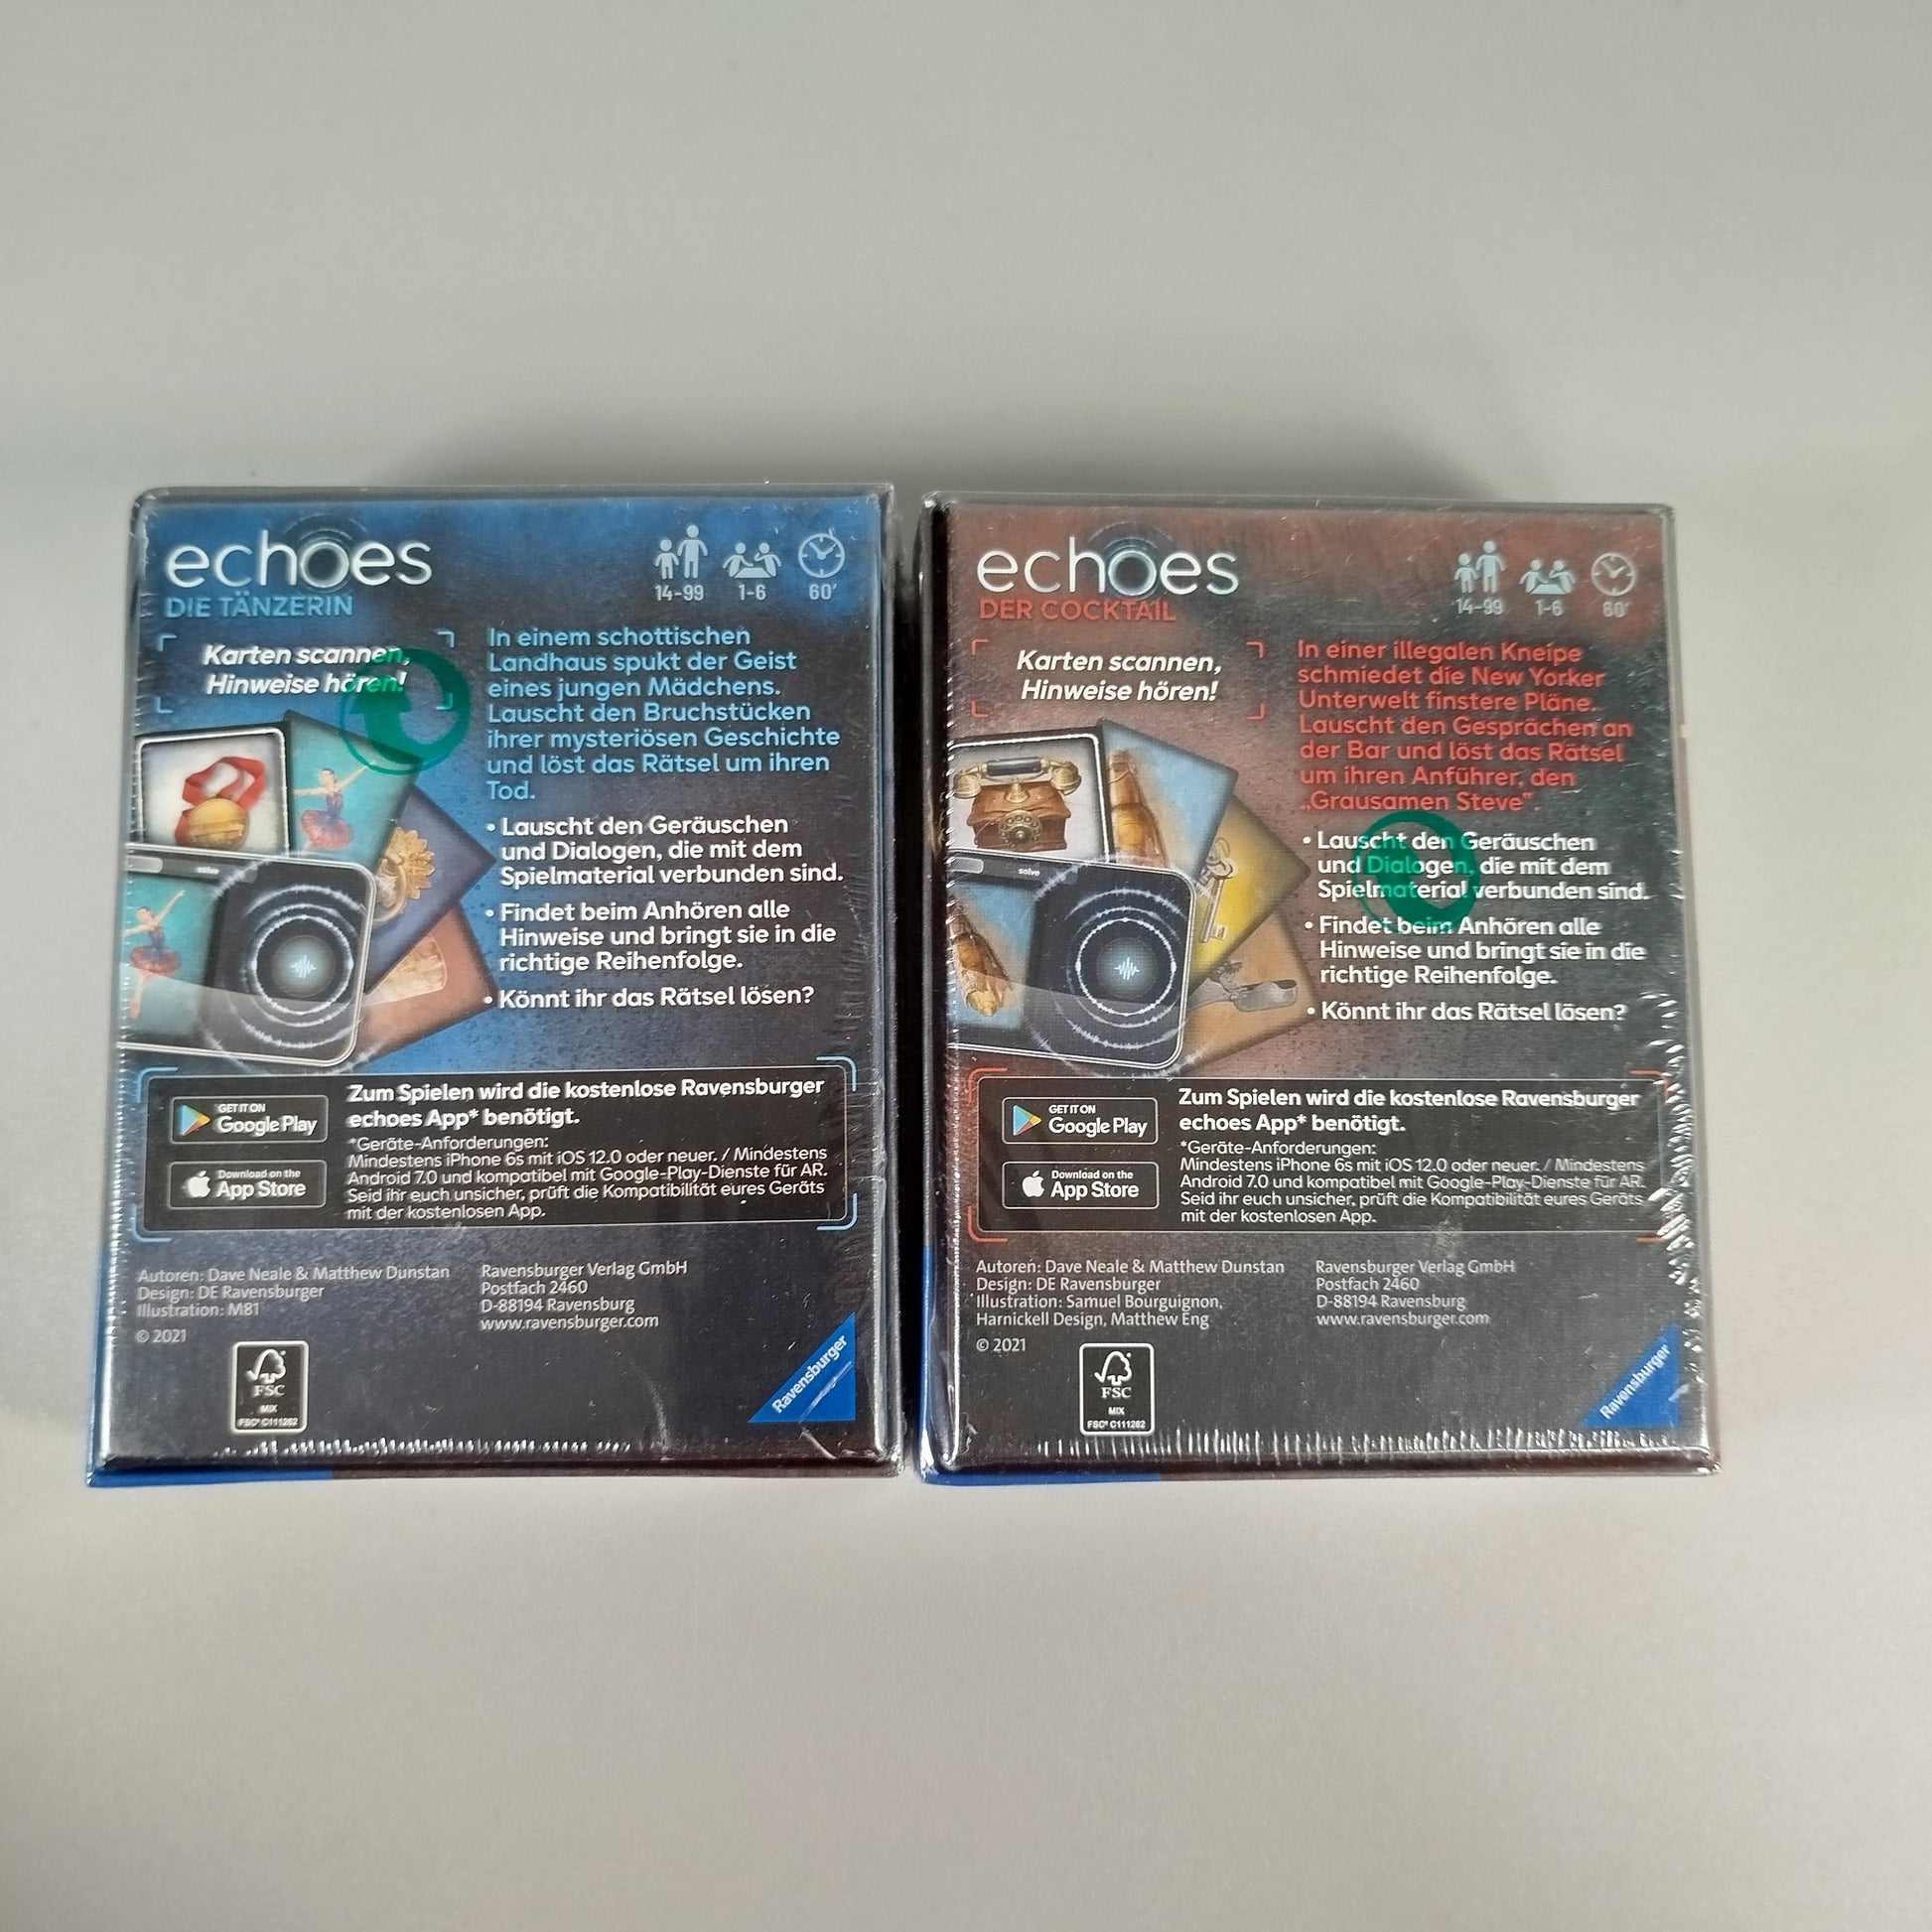 echoes
DIE TÄNZERIN
14-99
1-6
60'
Karten scannen,
Hinweise hören!
In einem schottischen
Landhaus spukt der Geist
eines jungen Mädchens.
Lauscht den Bruchstücken
ihrer mysteriösen Geschichte
und löst das Rätsel um ihren
Tod.
• Lauscht den Geräuschen
und Dialogen, die mit dem
Spielmaterial verbunden sind.
• Findet beim Anhören alle
Hinweise und bringt sie in die
richtige Reihenfolge.
• Könnt ihr das Rätsel lösen?
solve
GET IT ON
Google Play
Download on the
App Store
Zum Spielen wird die kostenlose Ravensburger
echoes App* benötigt.
*Geräte-Anforderungen:
Mindestens iPhone 6s mit iOS 12.0 oder neuer. / Mindestens
Android 7.0 und kompatibel mit Google-Play-Dienste für AR.
Seid ihr euch unsicher, prüft die Kompatibilität eures Geräts
mit der kostenlosen App.
Autoren: Dave Neale & Matthew Dunstan
Design: DE Ravensburger
Illustration: M81
© 2021
Ravensburger Verlag GmbH
Postfach 2460
D-88194 Ravensburg
www.ravensburger.com
FSC
MIX
FSC® C111262
Ravensburger
echoes
DER COCKTAIL
14-99
1-6
60'
Karten scannen,
Hinweise hören!
In einer illegalen Kneipe
schmiedet die New Yorker
Unterwelt finstere Pläne.
Lauscht den Gesprächen an
der Bar und löst das Rätsel
um ihren Anführer, den
„Grausamen Steve".
• Lauscht den Geräuschen
und Dialogen, die mit dem
Spielmaterial verbunden sind.
• Findet beim Anhören alle
Hinweise und bringt sie in die
richtige Reihenfolge.
• Könnt ihr das Rätsel lösen?
solve
GET IT ON
Google Play
Download on the
App Store
Zum Spielen wird die kostenlose Ravensburger
echoes App* benötigt.
*Geräte-Anforderungen:
Mindestens iPhone 6s mit iOS 12.0 oder neuer. / Mindestens
Android 7.0 und kompatibel mit Google-Play-Dienste für AR.
Seid ihr euch unsicher, prüft die Kompatibilität eures Geräts
mit der kostenlosen App.
Autoren: Dave Neale & Matthew Dunstan
Design: DE Ravensburger
Illustration: Samuel Bourguignon,
Harnickell Design, Matthew Eng
© 2021
Ravensburger Verlag GmbH
Postfach 2460
D-88194 Ravensburg
www.ravensburger.com
FSC
MIX
FSC® C111262
Ravensburger